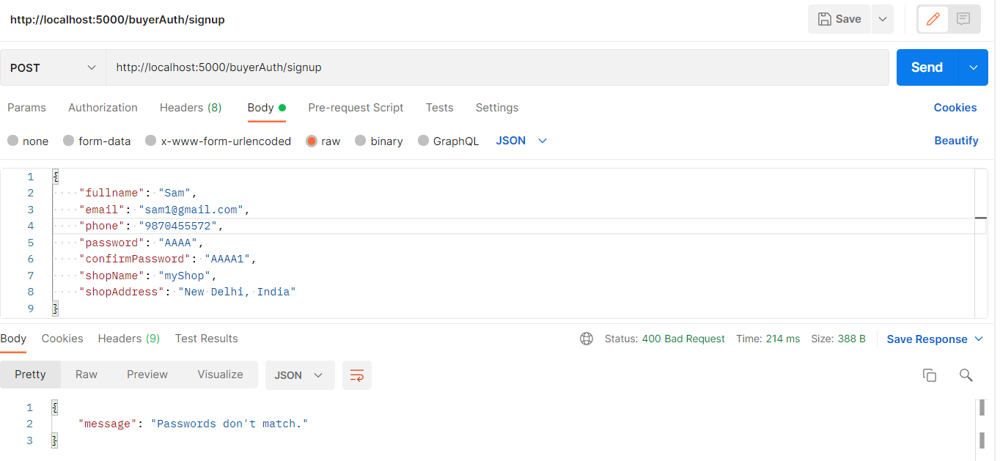 http://localhost:5000/buyerAuth/signup Save
POST http://localhost:5000/buyerAuth/signup Send
Params Authorization Headers (8) Body Pre-request Script Tests Settings Cookies
none form-data x-www-form-urlencoded raw binary GraphQL JSON Beautify
1 {
2 "fullname": "Sam",
3 "email": "sam1@gmail.com",
4 "phone": "9870455572",
5 "password": "AAAA",
6 "confirmPassword": "AAAA1",
7 "shopName": "myShop",
8 "shopAddress": "New Delhi, India"
9 }
Body Cookies Headers (9) Test Results Status: 400 Bad Request Time: 214 ms Size: 388 B Save Response
Pretty Raw Preview Visualize JSON
1 {
2 "message": "Passwords don't match."
3 }